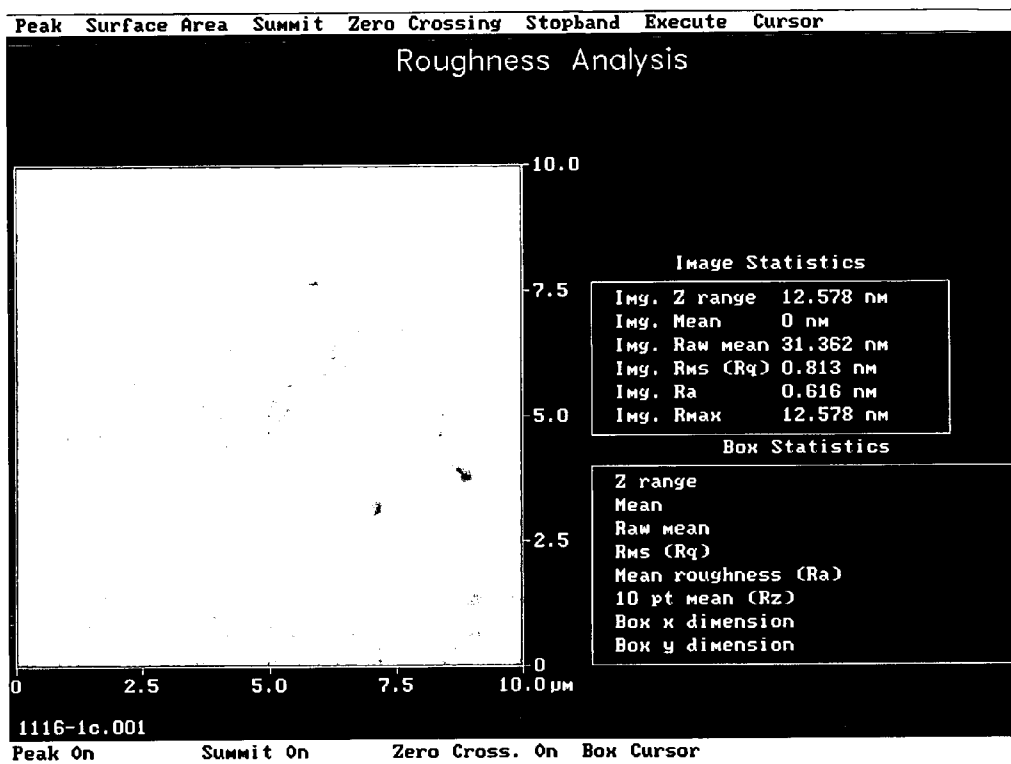 Peak Surface Area Summit Zero Crossing Stopband Execute Cursor
Roughness Analysis
10.0
7.5
5.0
2.5
0
0 2.5 5.0 7.5 10.0 µm
Image Statistics
Img. Z range 12.578 nm
Img. Mean 0 nm
Img. Raw mean 31.362 nm
Img. Rms (Rq) 0.813 nm
Img. Ra 0.616 nm
Img. Rmax 12.578 nm
Box Statistics
Z range
Mean
Raw mean
Rms (Rq)
Mean roughness (Ra)
10 pt mean (Rz)
Box x dimension
Box y dimension
1116-1c.001
Peak On Summit On Zero Cross. On Box Cursor